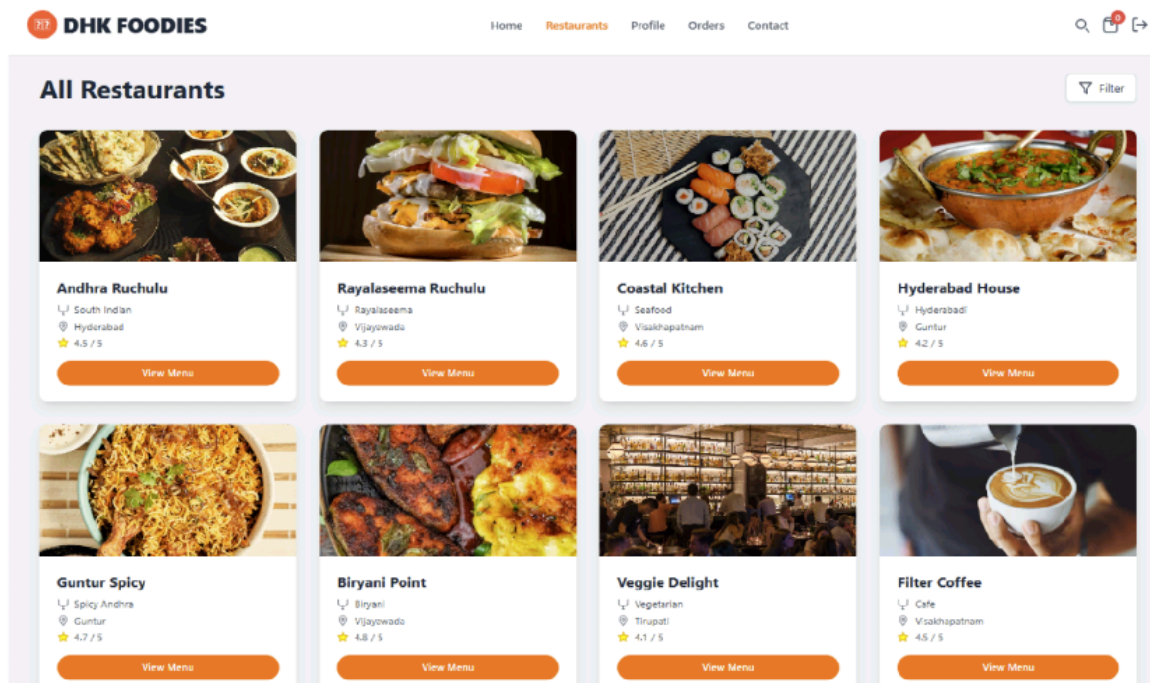 DHK FOODIES
Home Restaurants Profile Orders Contact
0
All Restaurants
Filter
Andhra Ruchulu
South Indian
Hyderabad
4.5 / 5
View Menu
Rayalaseema Ruchulu
Rayalaseema
Vijayawada
4.3 / 5
View Menu
Coastal Kitchen
Seafood
Visakhapatnam
4.6 / 5
View Menu
Hyderabad House
Hyderabadi
Guntur
4.2 / 5
View Menu
Guntur Spicy
Spicy Andhra
Guntur
4.7 / 5
View Menu
Biryani Point
Biryani
Vijayawada
4.8 / 5
View Menu
Veggie Delight
Vegetarian
Tirupati
4.1 / 5
View Menu
Filter Coffee
Cafe
Visakhapatnam
4.5 / 5
View Menu